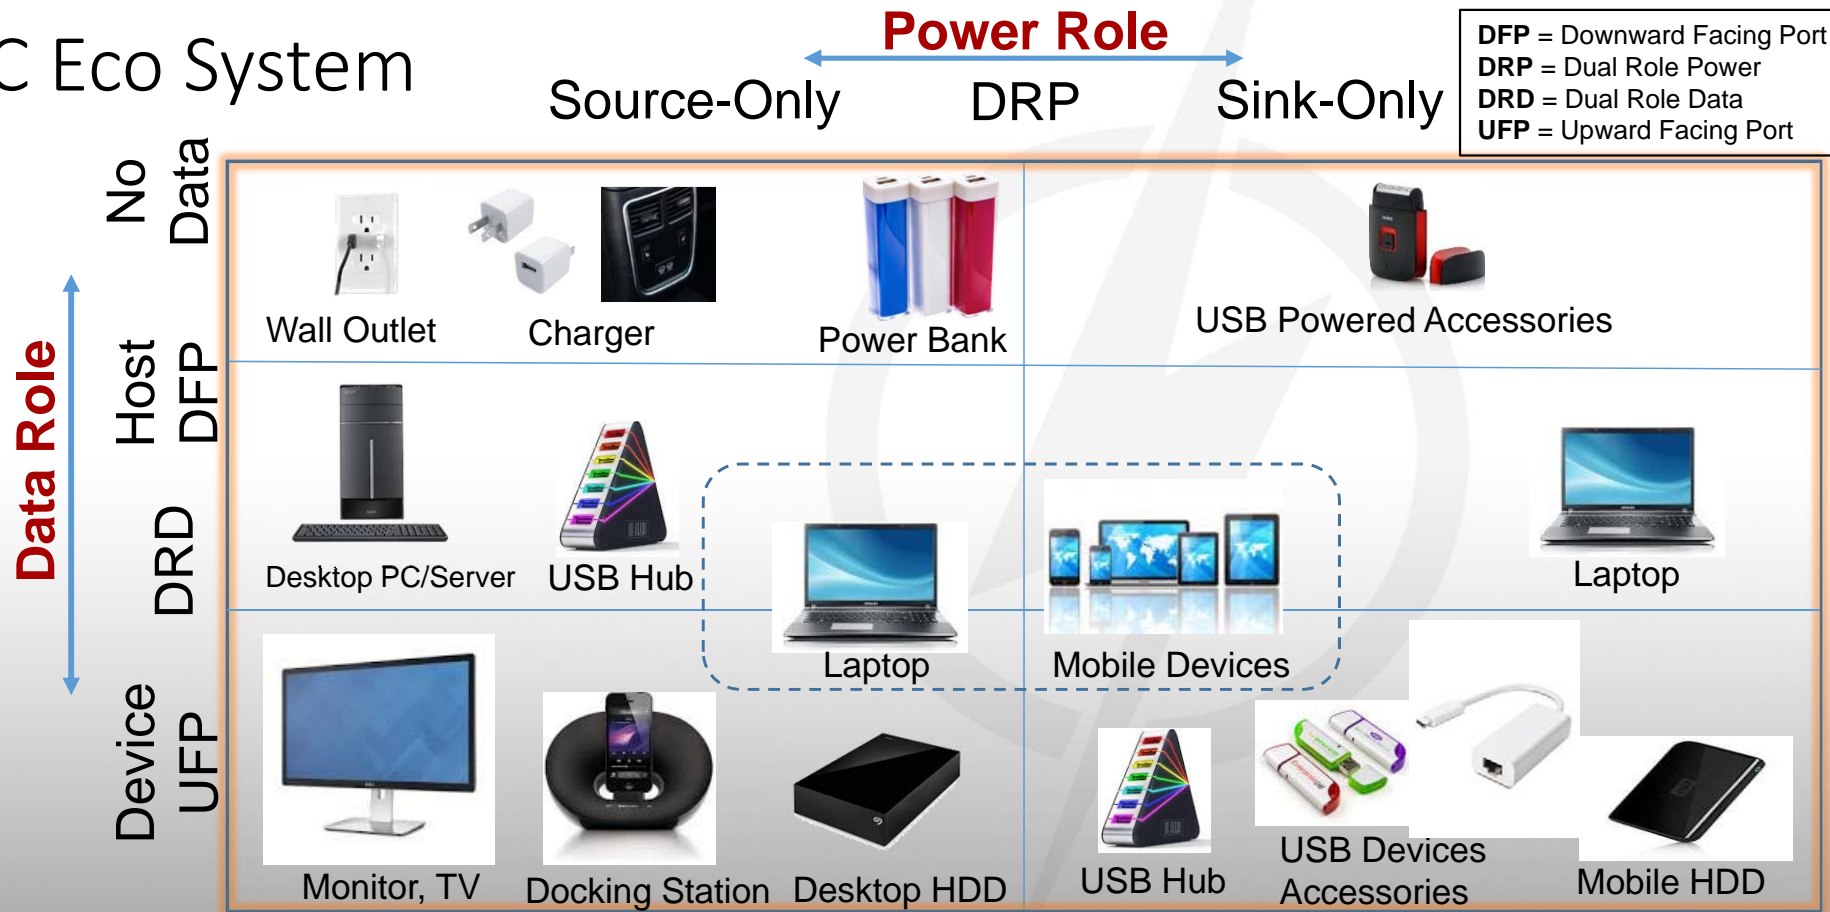 C Eco System
Power Role
Source-Only DRP Sink-Only
DFP = Downward Facing Port
DRP = Dual Role Power
DRD = Dual Role Data
UFP = Upward Facing Port
Data Role
No
Data
Host
DFP
DRD
Device
UFP
Wall Outlet
Charger
Power Bank
USB Powered Accessories
Desktop PC/Server
USB Hub
Laptop
Mobile Devices
Laptop
Monitor, TV
Docking Station
Desktop HDD
USB Hub
USB Devices
Accessories
Mobile HDD